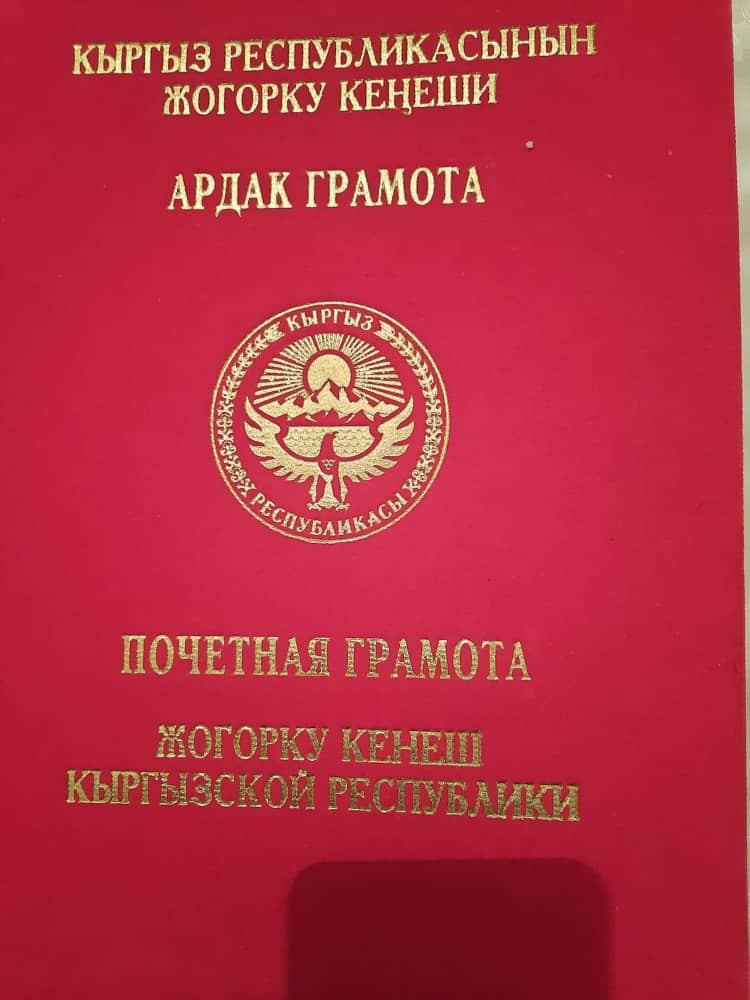 КЫРГЫЗ РЕСПУБЛИКАСЫНЫН
ЖОГОРКУ КЕҢЕШИ
АРДАК ГРАМОТА
КЫРГЫЗ
РЕСПУБЛИКАСЫ
ПОЧЕТНАЯ ГРАМОТА
ЖОГОРКУ КЕНЕШ
КЫРГЫЗСКОЙ РЕСПУБЛИКИ